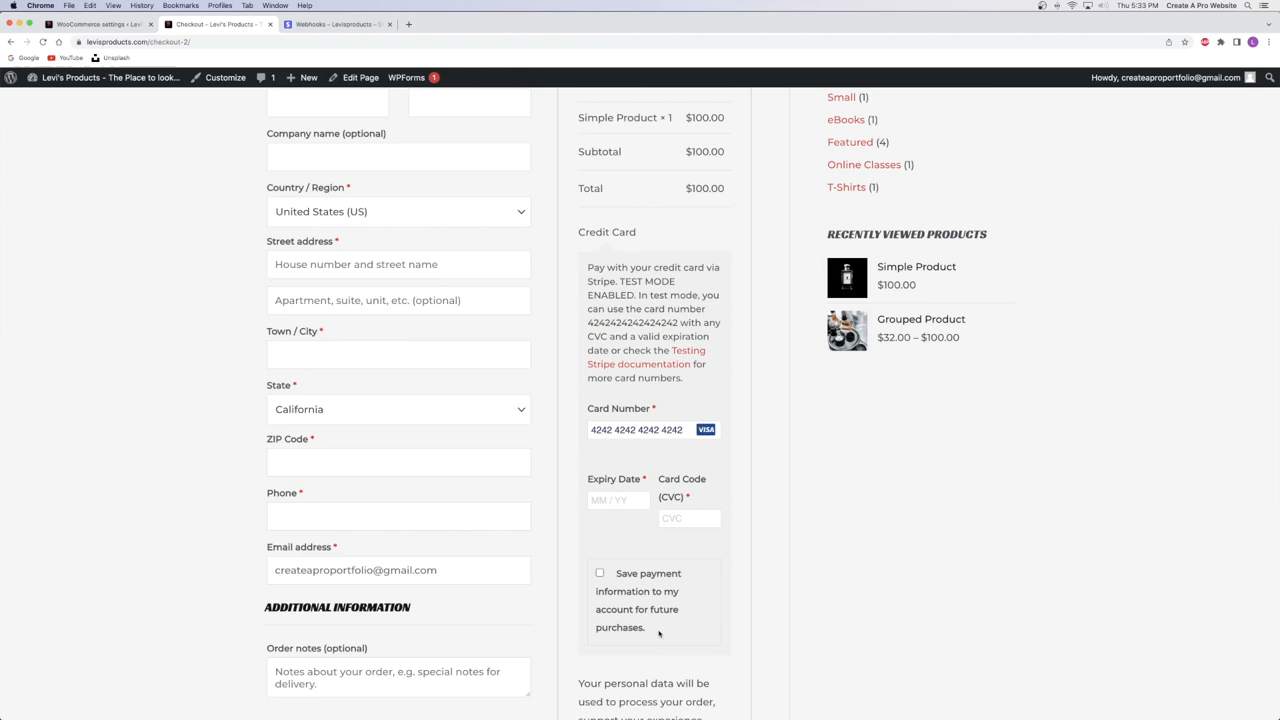 Chrome File Edit View History Bookmarks Profiles Tab Window Help
Thu 5:33 PM Create A Pro Website
WooCommerce settings ‹ Levi
Checkout – Levi's Products – T
Webhooks – Levisproducts – S
levisproducts.com/checkout-2/
Google YouTube Unsplash
Levi's Products - The Place to look... Customize 1 New Edit Page WPForms 1
Howdy, createaproportfolio@gmail.com
Company name (optional)
Country / Region *
United States (US)
Street address *
House number and street name
Apartment, suite, unit, etc. (optional)
Town / City *
State *
California
ZIP Code *
Phone *
Email address *
createaproportfolio@gmail.com
ADDITIONAL INFORMATION
Order notes (optional)
Notes about your order, e.g. special notes for
delivery.
Simple Product × 1 $100.00
Subtotal $100.00
Total $100.00
Credit Card
Pay with your credit card via
Stripe. TEST MODE
ENABLED. In test mode, you
can use the card number
4242424242424242 with any
CVC and a valid expiration
date or check the Testing
Stripe documentation for
more card numbers.
Card Number *
4242 4242 4242 4242 VISA
Expiry Date *
MM / YY
Card Code
(CVC) *
CVC
Save payment
information to my
account for future
purchases.
Your personal data will be
used to process your order,
support your experience
Small (1)
eBooks (1)
Featured (4)
Online Classes (1)
T-Shirts (1)
RECENTLY VIEWED PRODUCTS
Simple Product
$100.00
Grouped Product
$32.00 – $100.00